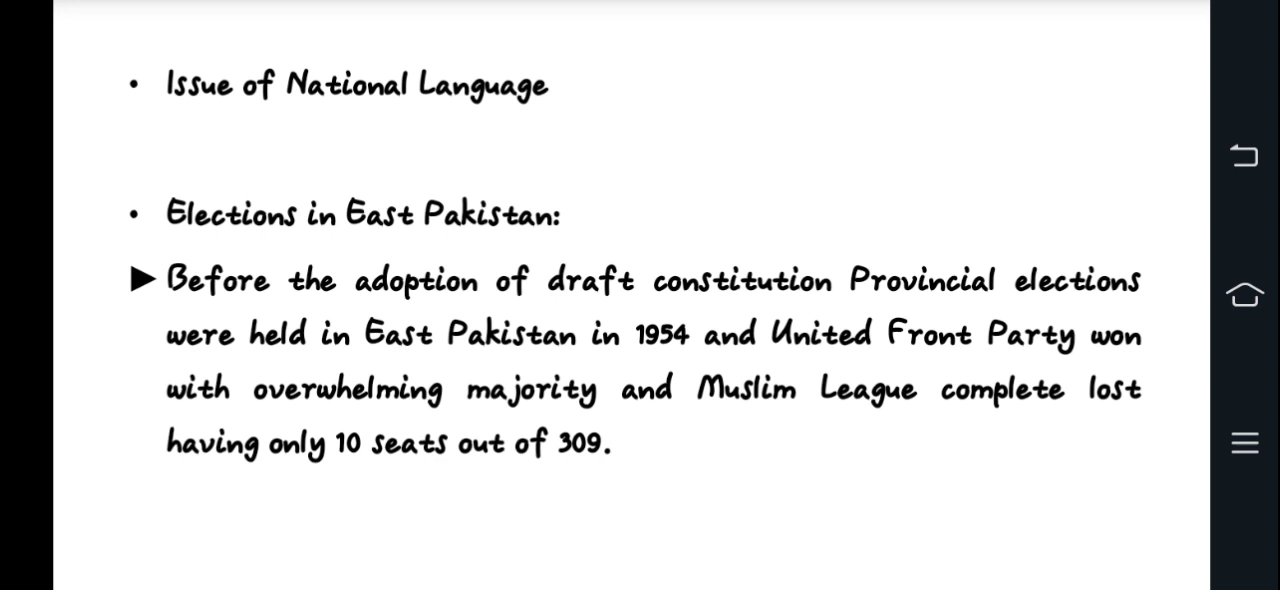 • Issue of National Language
• Elections in East Pakistan:
▶ Before the adoption of draft constitution Provincial elections
were held in East Pakistan in 1954 and United Front Party won
with overwhelming majority and Muslim League complete lost
having only 10 seats out of 309.